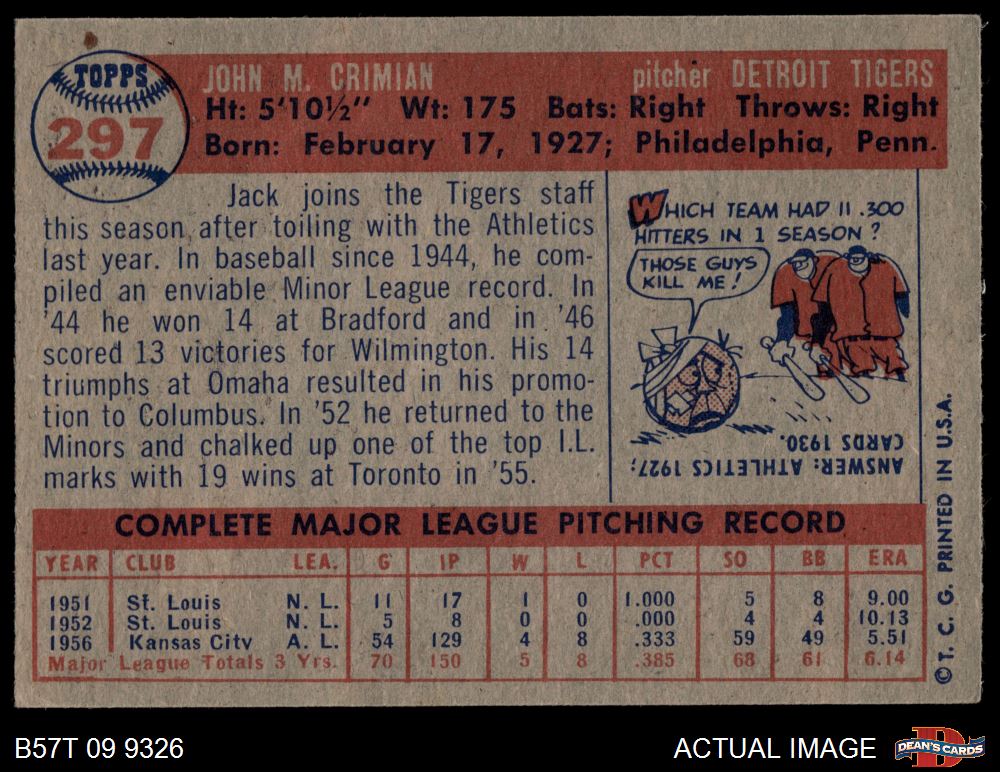 TOPPS
297
JOHN M. CRIMIAN pitcher DETROIT TIGERS
Ht: 5'10½" Wt: 175 Bats: Right Throws: Right
Born: February 17, 1927; Philadelphia, Penn.
Jack joins the Tigers staff
this season after toiling with the Athletics
last year. In baseball since 1944, he com-
piled an enviable Minor League record. In
'44 he won 14 at Bradford and in '46
scored 13 victories for Wilmington. His 14
triumphs at Omaha resulted in his promo-
tion to Columbus. In '52 he returned to the
Minors and chalked up one of the top I.L.
marks with 19 wins at Toronto in '55.
WHICH TEAM HAD 11 .300
HITTERS IN 1 SEASON?
THOSE GUYS
KILL ME!
ANSWER: ATHLETICS 1927;
CARDS 1930.
COMPLETE MAJOR LEAGUE PITCHING RECORD
YEAR CLUB LEA. G IP W L PCT SO BB ERA
1951 St. Louis N. L. 11 17 1 0 1.000 5 8 9.00
1952 St. Louis N. L. 5 8 0 0 .000 4 4 10.13
1956 Kansas City A. L. 54 129 4 8 .333 59 49 5.51
Major League Totals 3 Yrs. 70 150 5 8 .385 68 61 6.14
© T. C. G. PRINTED IN U.S.A.
B57T 09 9326
ACTUAL IMAGE
DEAN'S CARDS